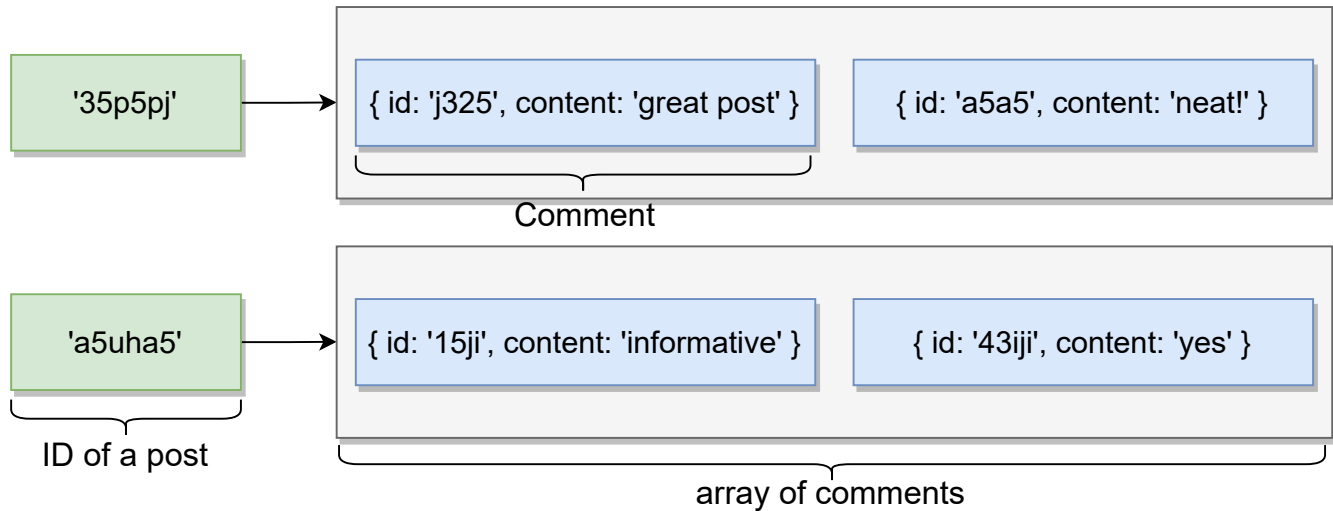 '35p5pj'
{ id: 'j325', content: 'great post' }
{ id: 'a5a5', content: 'neat!' }
Comment
'a5uha5'
{ id: '15ji', content: 'informative' }
{ id: '43iji', content: 'yes' }
ID of a post
array of comments